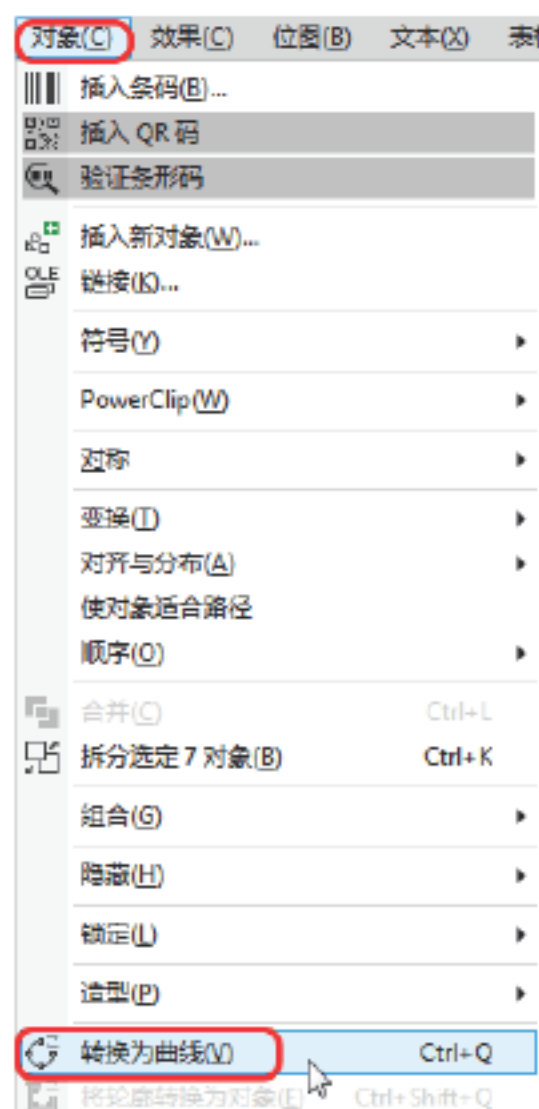 对象(C) 效果(C) 位图(B) 文本(X) 表
插入条码(B)...
插入 QR 码
验证条形码
插入新对象(W)...
OLE 链接(K)...
符号(Y)
PowerClip(W)
对称
变换(T)
对齐与分布(A)
使对象适合路径
顺序(O)
合并(C) Ctrl+L
拆分选定 7 对象(B) Ctrl+K
组合(G)
隐藏(H)
锁定(L)
造型(P)
转换为曲线(V) Ctrl+Q
将轮廓转换为对象(E) Ctrl+Shift+Q